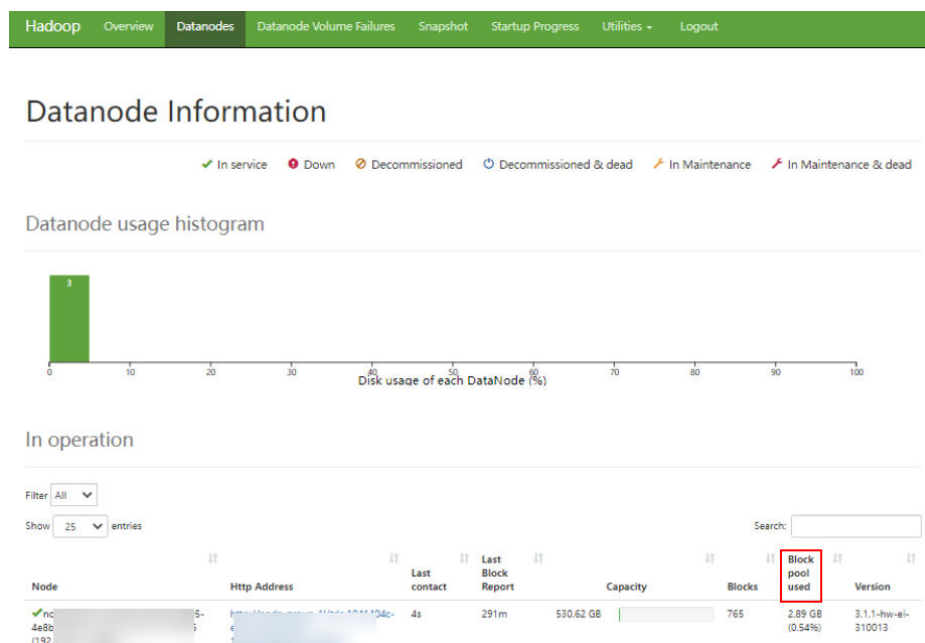 Hadoop Overview Datanodes Datanode Volume Failures Snapshot Startup Progress Utilities Logout
Datanode Information
In service Down Decommissioned Decommissioned & dead In Maintenance In Maintenance & dead
Datanode usage histogram
3
0 10 20 30 40 50 60 70 80 90 100
Disk usage of each DataNode (%)
In operation
Filter All
Show 25 entries
Search:
Node Http Address Last contact Last Block Report Capacity Blocks Block pool used Version
4s 291m 530.62 GB 765 2.89 GB (0.54%) 3.1.1-hw-ei-310013
4e8b
(192